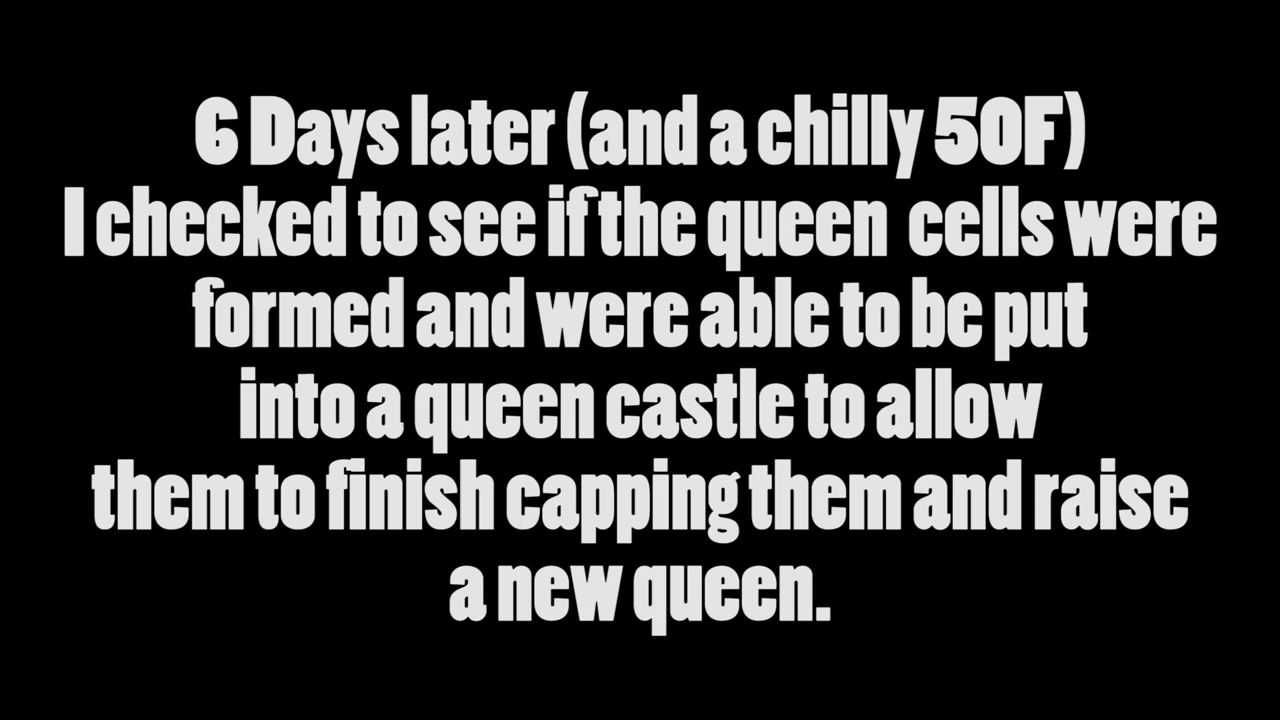 6 Days later (and a chilly 50F)
I checked to see if the queen  cells were
formed and were able to be put
into a queen castle to allow
them to finish capping them and raise
a new queen.